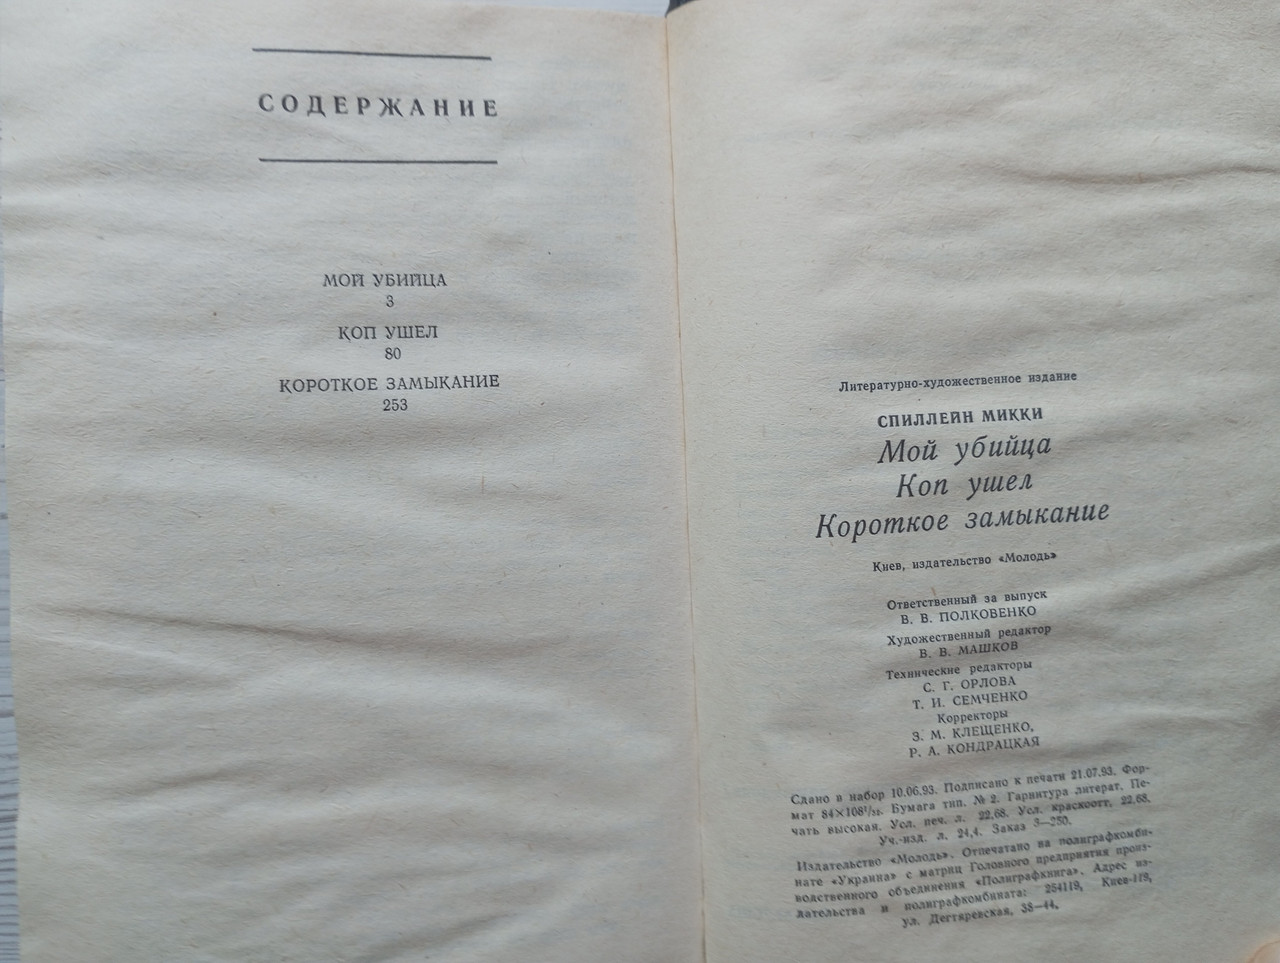 СОДЕРЖАНИЕ
МОЙ УБИЙЦА
3
КОП УШЕЛ
80
КОРОТКОЕ ЗАМЫКАНИЕ
253
Литературно-художественное издание
СПИЛЛЕЙН МИККИ
Мой убийца
Коп ушел
Короткое замыкание
Киев, издательство «Молодь»
Ответственный за выпуск
В. В. ПОЛКОВЕНКО
Художественный редактор
В. В. МАШКОВ
Технические редакторы
С. Г. ОРЛОВА
Т. И. СЕМЧЕНКО
Корректоры
З. М. КЛЕЩЕНКО,
Р. А. КОНДРАЦКАЯ
Сдано в набор 10.06.93. Подписано к печати 21.07.93. Фор-
мат 84×108¹/₃₂. Бумага тип. № 2. Гарнитура литерат. Пе-
чать высокая. Усл. печ. л. 22,68. Усл. краскоотт. 22,68.
Уч.-изд. л. 24,4. Заказ 3—250.
Издательство «Молодь». Отпечатано на полиграфкомби-
нате «Украина» с матриц Головного предприятия произ-
водственного объединения «Полиграфкнига». Адрес из-
дательства и полиграфкомбината: 254119, Киев-119,
ул. Дегтяревская, 38—44.